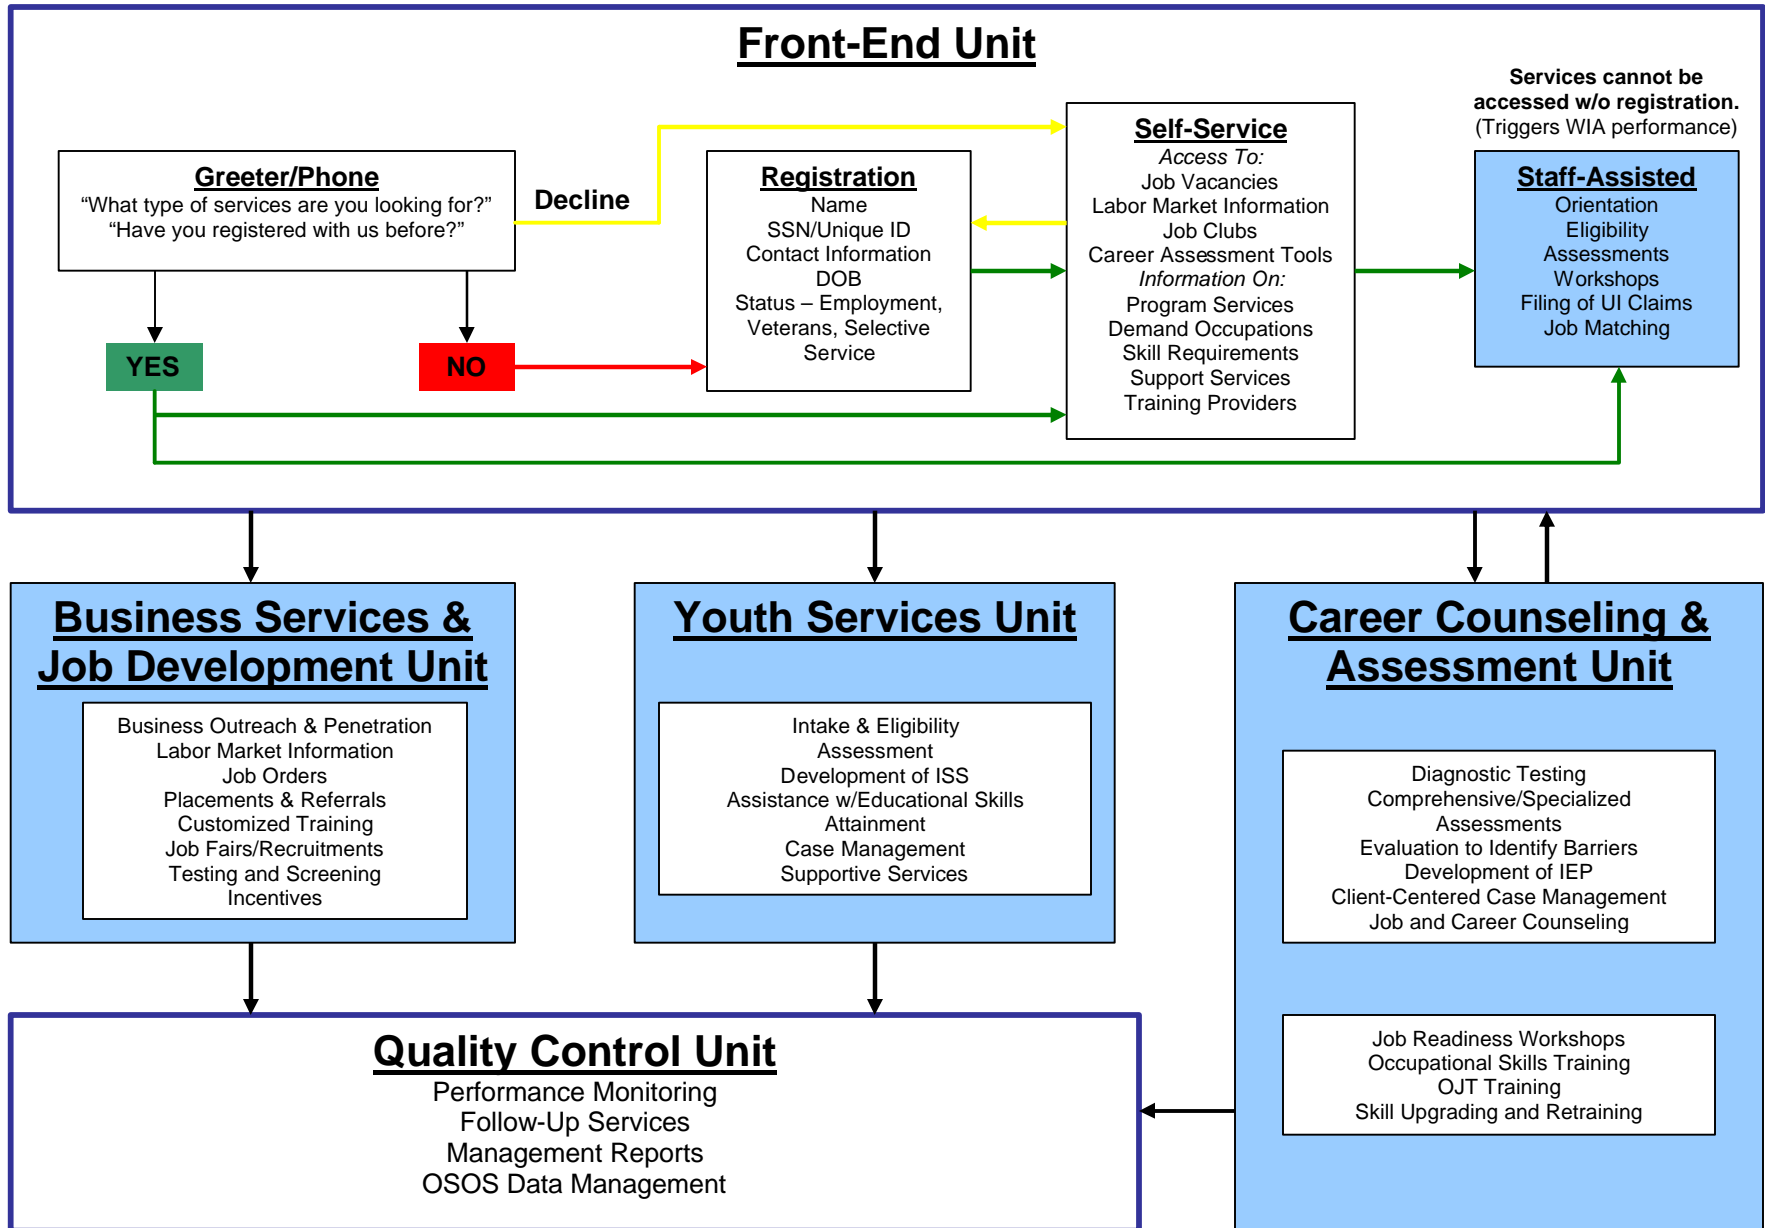 Front-End Unit
Services cannot be
accessed w/o registration.
(Triggers WIA performance)
Greeter/Phone
“What type of services are you looking for?”
“Have you registered with us before?”
Decline
YES
NO
Registration
Name
SSN/Unique ID
Contact Information
DOB
Status – Employment,
Veterans, Selective
Service
Self-Service
Access To:
Job Vacancies
Labor Market Information
Job Clubs
Career Assessment Tools
Information On:
Program Services
Demand Occupations
Skill Requirements
Support Services
Training Providers
Staff-Assisted
Orientation
Eligibility
Assessments
Workshops
Filing of UI Claims
Job Matching
Business Services &
Job Development Unit
Business Outreach & Penetration
Labor Market Information
Job Orders
Placements & Referrals
Customized Training
Job Fairs/Recruitments
Testing and Screening
Incentives
Youth Services Unit
Intake & Eligibility
Assessment
Development of ISS
Assistance w/Educational Skills
Attainment
Case Management
Supportive Services
Career Counseling &
Assessment Unit
Diagnostic Testing
Comprehensive/Specialized
Assessments
Evaluation to Identify Barriers
Development of IEP
Client-Centered Case Management
Job and Career Counseling
Job Readiness Workshops
Occupational Skills Training
OJT Training
Skill Upgrading and Retraining
Quality Control Unit
Performance Monitoring
Follow-Up Services
Management Reports
OSOS Data Management